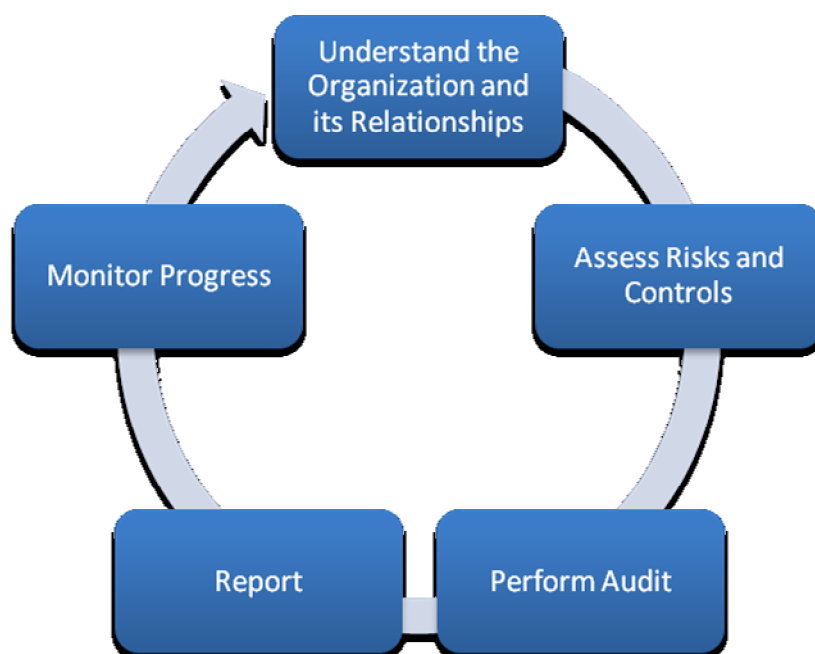 Understand the
Organization and
its Relationships
Assess Risks and
Controls
Perform Audit
Report
Monitor Progress